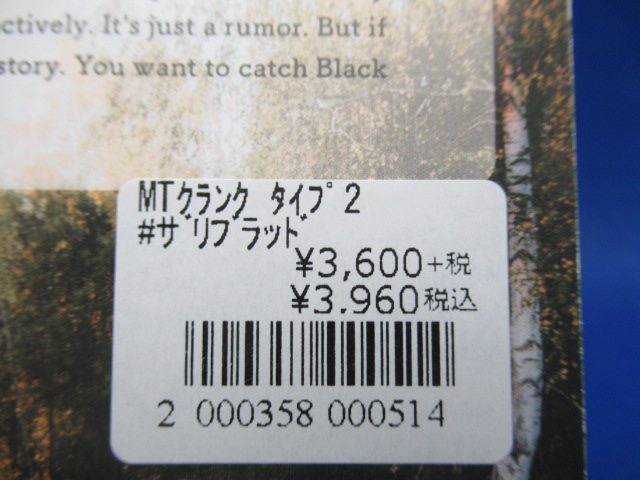 ctively. It's just a rumor. But if
story. You want to catch Black
MTクランク タイプ2
#ザリブラッド
¥3,600+税
¥3.960税込
2 000358 000514